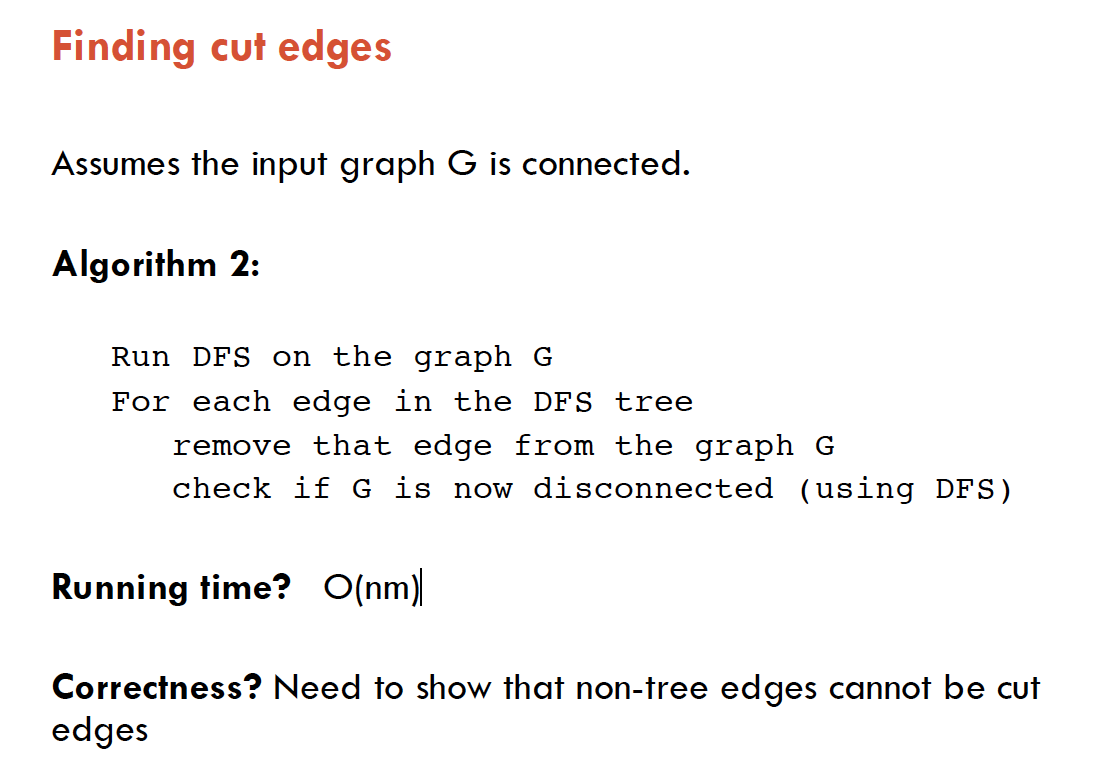 Finding cut edges
Assumes the input graph G is connected.
Algorithm 2:
Run DFS on the graph G
For each edge in the DFS tree
remove that edge from the graph G
check if G is now disconnected (using DFS)
Running time? O(nm)
Correctness? Need to show that non-tree edges cannot be cut
edges